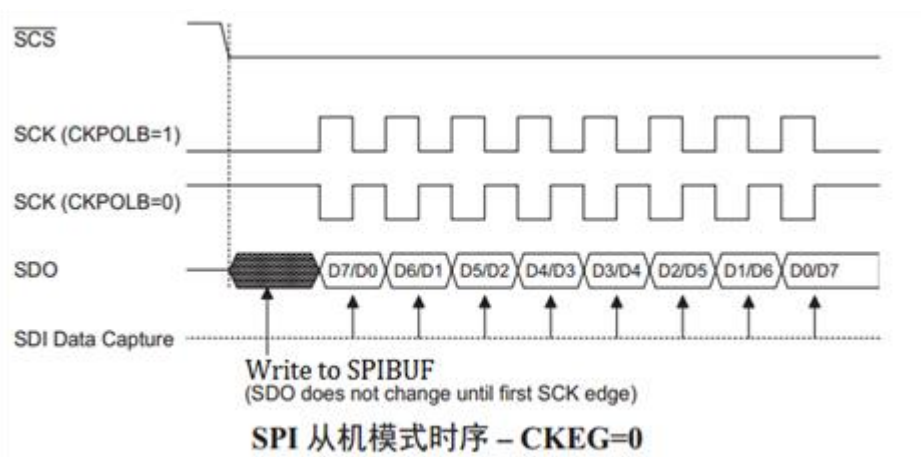 SCS
SCK (CKPOLB=1)
SCK (CKPOLB=0)
SDO D7/D0 D6/D1 D5/D2 D4/D3 D3/D4 D2/D5 D1/D6 D0/D7
SDI Data Capture
Write to SPIBUF
(SDO does not change until first SCK edge)
SPI 从机模式时序 – CKEG=0